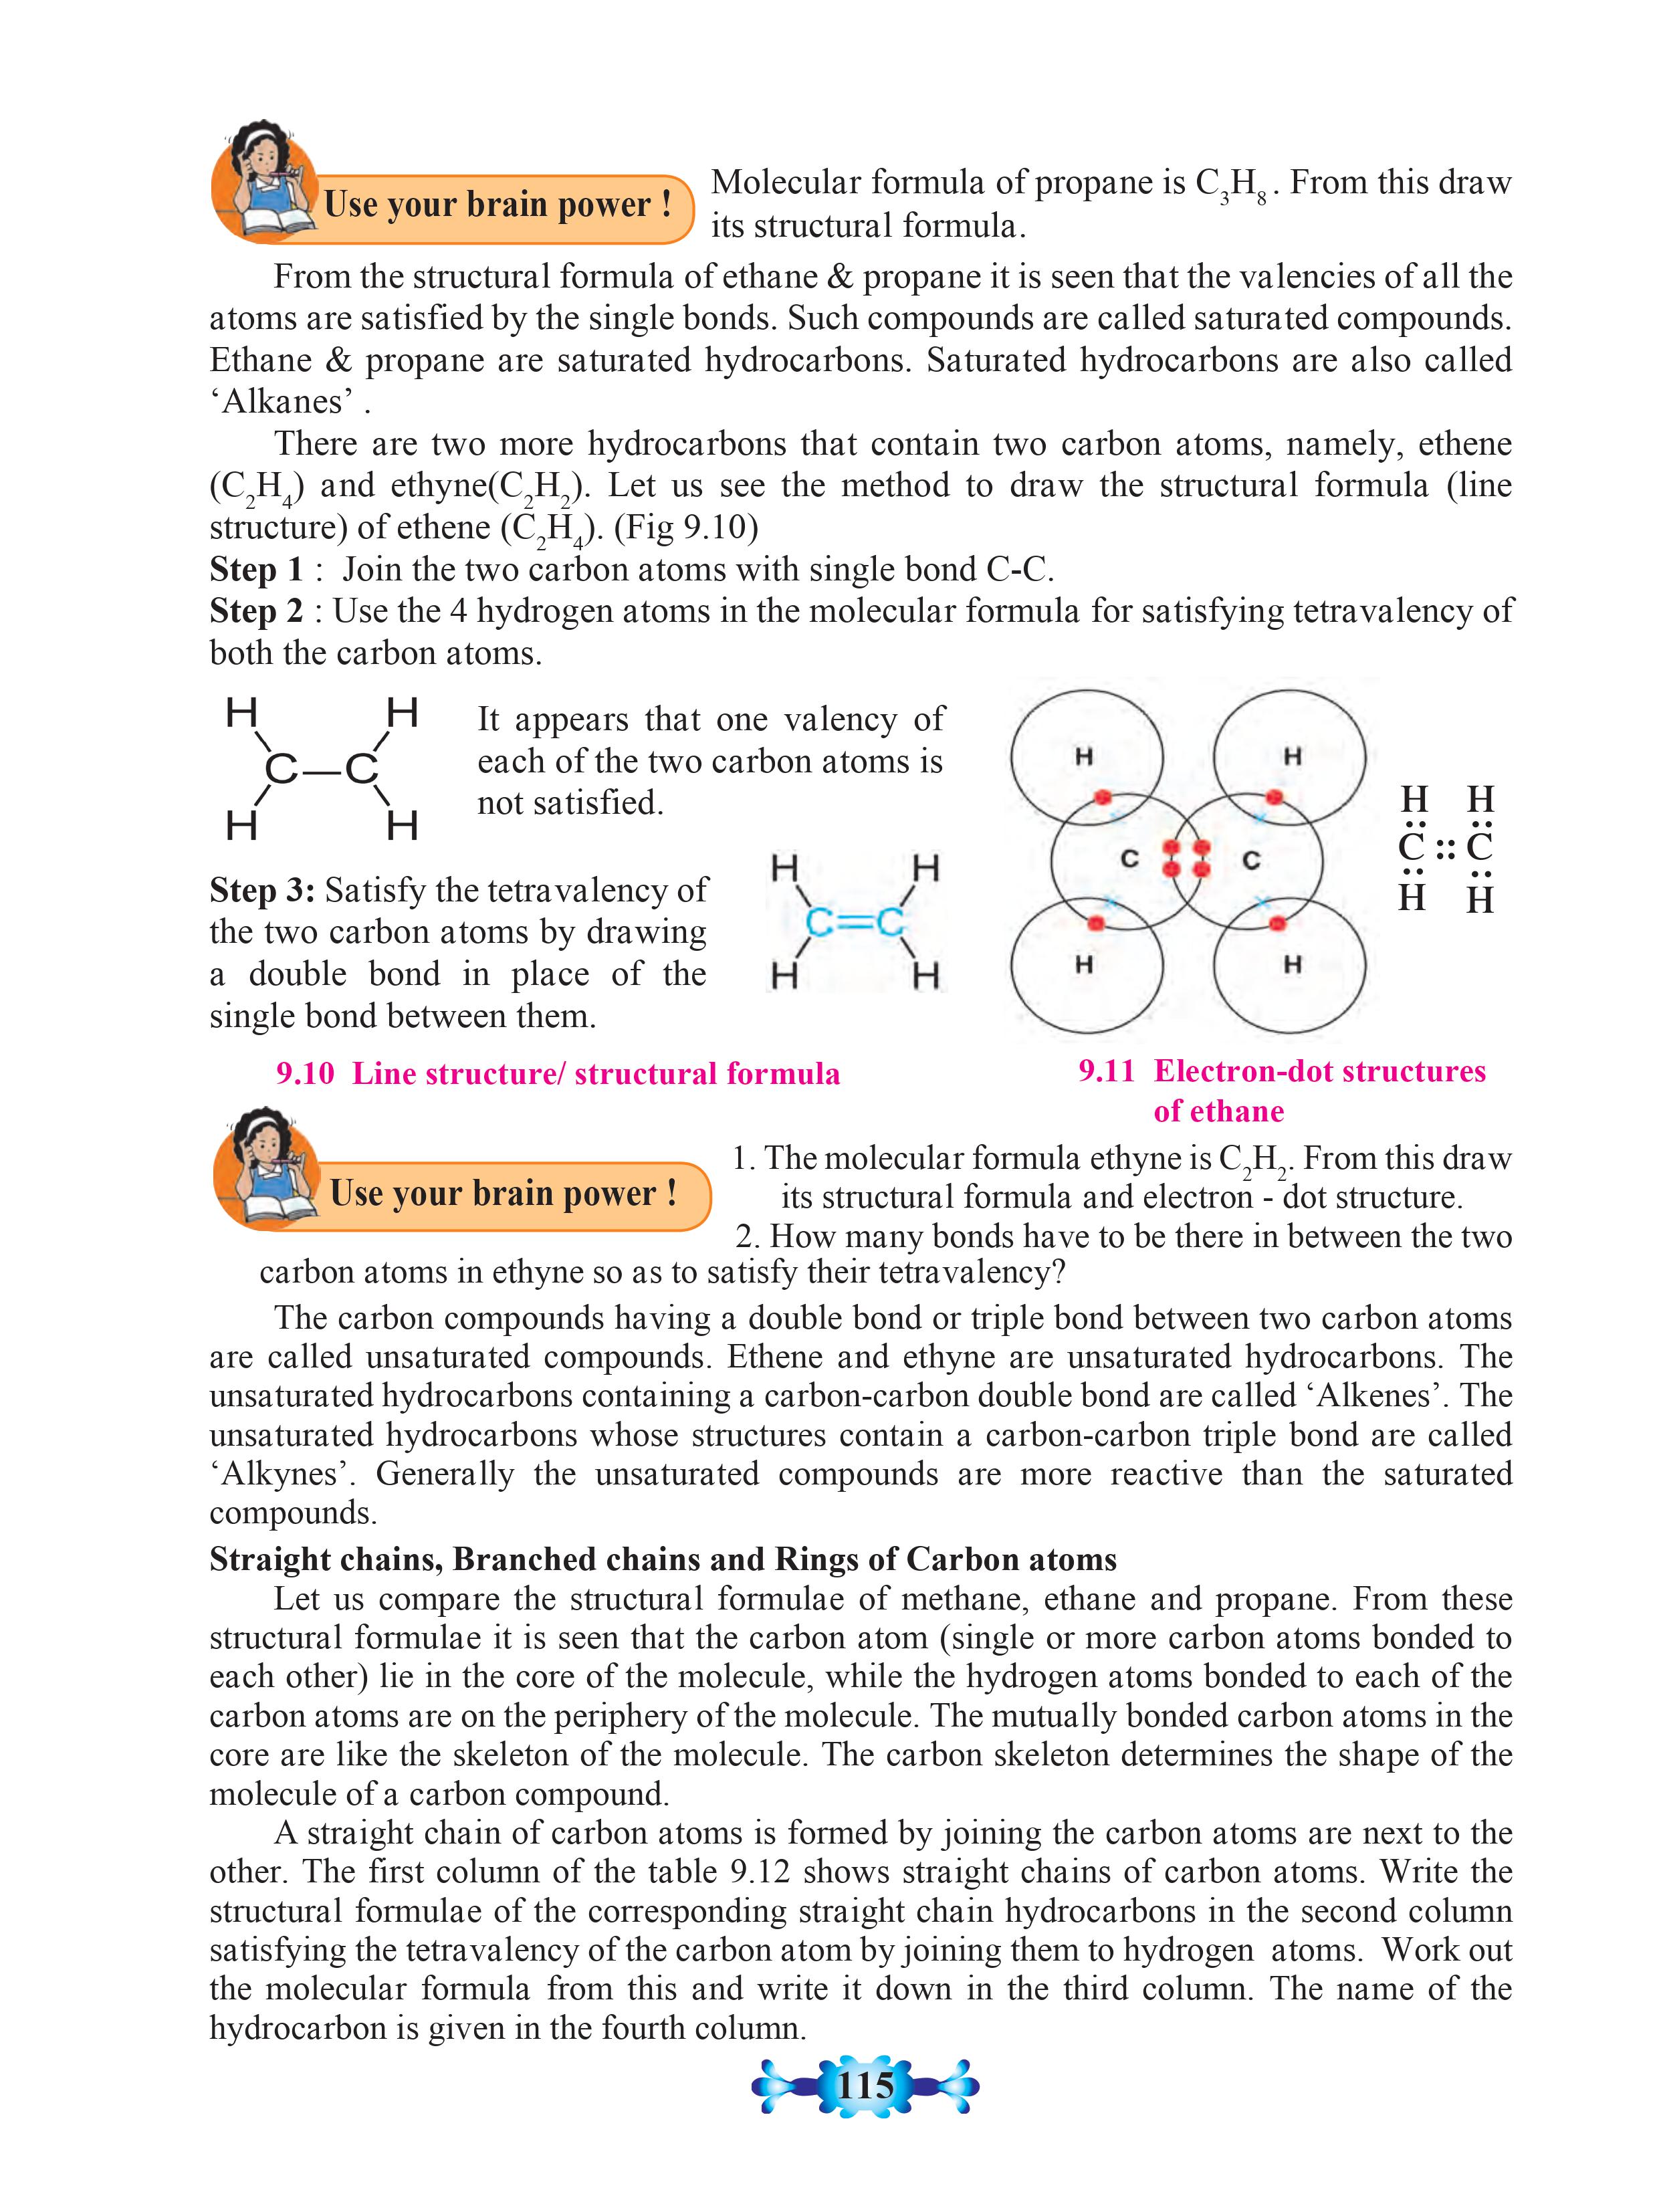 Use your brain power !
Molecular formula of propane is C₃H₈. From this draw
its structural formula.
From the structural formula of ethane & propane it is seen that the valencies of all the
atoms are satisfied by the single bonds. Such compounds are called saturated compounds.
Ethane & propane are saturated hydrocarbons. Saturated hydrocarbons are also called
‘Alkanes’ .
There are two more hydrocarbons that contain two carbon atoms, namely, ethene
(C₂H₄) and ethyne(C₂H₂). Let us see the method to draw the structural formula (line
structure) of ethene (C₂H₄). (Fig 9.10)
Step 1 : Join the two carbon atoms with single bond C-C.
Step 2 : Use the 4 hydrogen atoms in the molecular formula for satisfying tetravalency of
both the carbon atoms.
H H
C—C
H H
It appears that one valency of
each of the two carbon atoms is
not satisfied.
Step 3: Satisfy the tetravalency of
the two carbon atoms by drawing
a double bond in place of the
single bond between them.
H H
C=C
H H
H H
C C
H H
H H
C :: C
H H
9.10 Line structure/ structural formula
9.11 Electron-dot structures
of ethane
Use your brain power !
1. The molecular formula ethyne is C₂H₂. From this draw
its structural formula and electron - dot structure.
2. How many bonds have to be there in between the two
carbon atoms in ethyne so as to satisfy their tetravalency?
The carbon compounds having a double bond or triple bond between two carbon atoms
are called unsaturated compounds. Ethene and ethyne are unsaturated hydrocarbons. The
unsaturated hydrocarbons containing a carbon-carbon double bond are called ‘Alkenes’. The
unsaturated hydrocarbons whose structures contain a carbon-carbon triple bond are called
‘Alkynes’. Generally the unsaturated compounds are more reactive than the saturated
compounds.
Straight chains, Branched chains and Rings of Carbon atoms
Let us compare the structural formulae of methane, ethane and propane. From these
structural formulae it is seen that the carbon atom (single or more carbon atoms bonded to
each other) lie in the core of the molecule, while the hydrogen atoms bonded to each of the
carbon atoms are on the periphery of the molecule. The mutually bonded carbon atoms in the
core are like the skeleton of the molecule. The carbon skeleton determines the shape of the
molecule of a carbon compound.
A straight chain of carbon atoms is formed by joining the carbon atoms are next to the
other. The first column of the table 9.12 shows straight chains of carbon atoms. Write the
structural formulae of the corresponding straight chain hydrocarbons in the second column
satisfying the tetravalency of the carbon atom by joining them to hydrogen atoms. Work out
the molecular formula from this and write it down in the third column. The name of the
hydrocarbon is given in the fourth column.
115